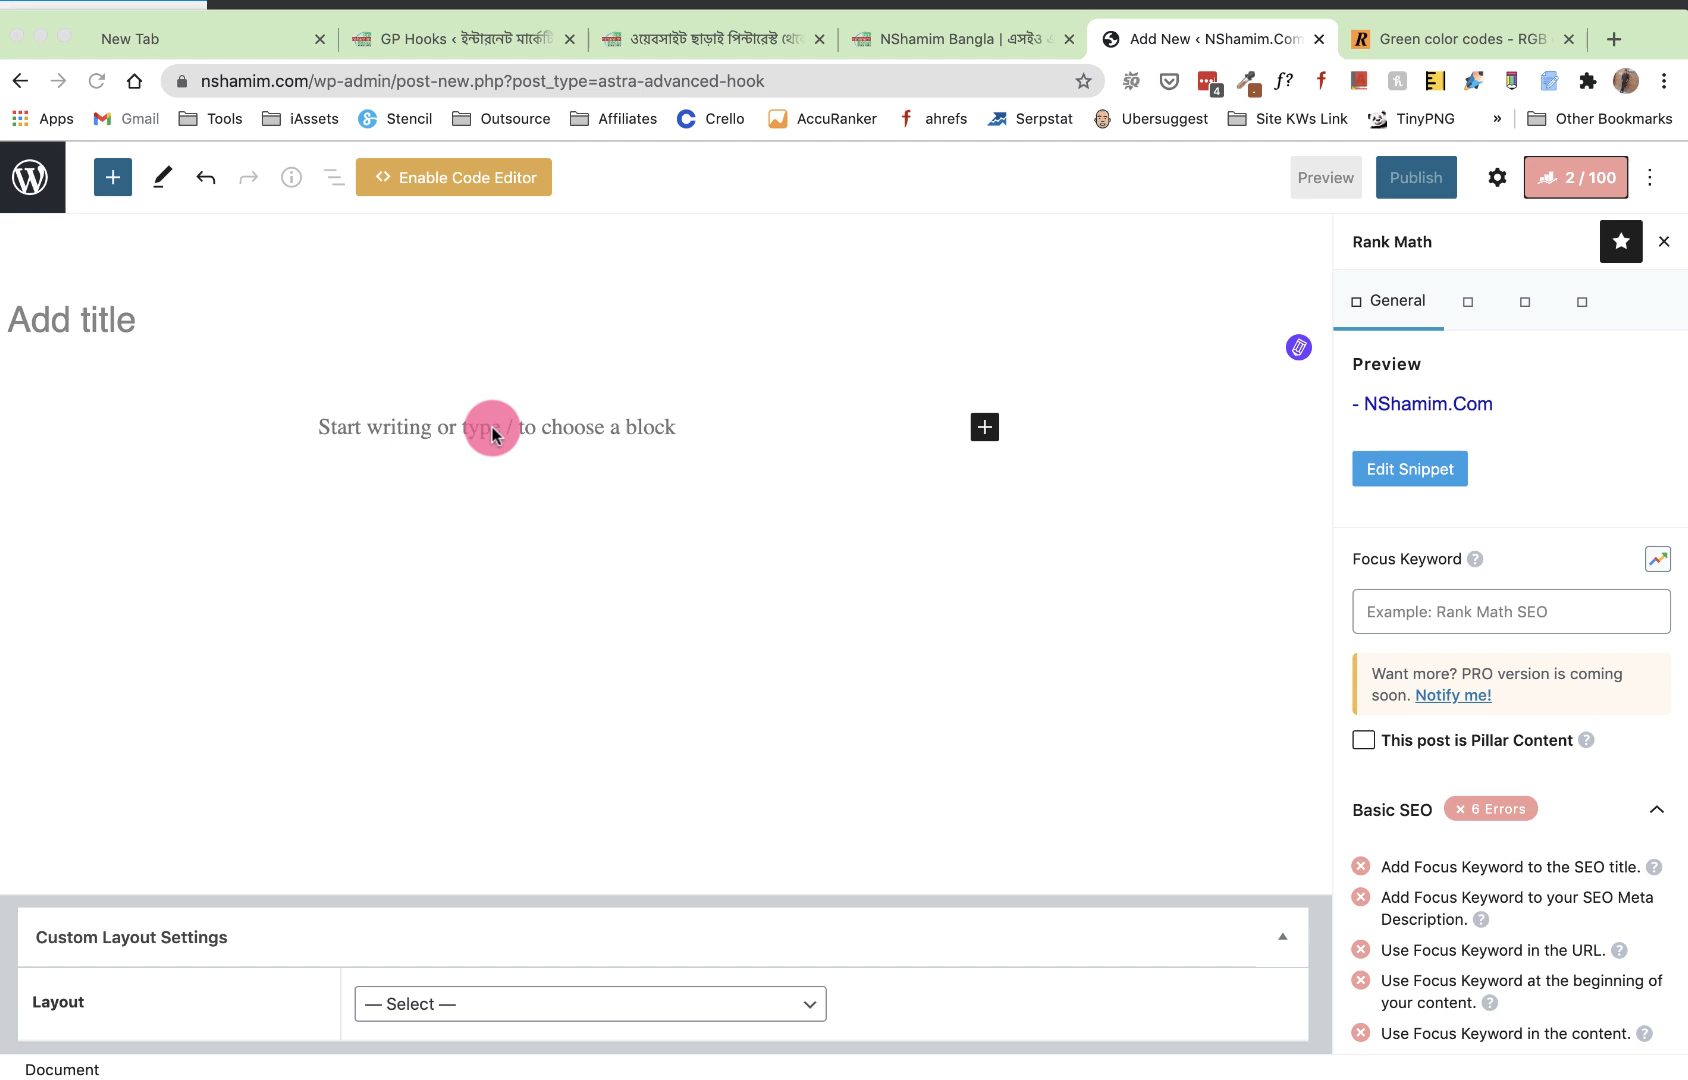 New Tab
GP Hooks ‹ ইন্টারনেট মার্কেটি
ওয়েবসাইট ছাড়াই পিন্টারেস্ট থেকে
NShamim Bangla | এসইও
Add New ‹ NShamim.Com
Green color codes - RGB
nshamim.com/wp-admin/post-new.php?post_type=astra-advanced-hook
4
f?
Apps
Gmail
Tools
iAssets
Stencil
Outsource
Affiliates
Crello
AccuRanker
ahrefs
Serpstat
Ubersuggest
Site KWs Link
TinyPNG
»
Other Bookmarks
Enable Code Editor
Preview
Publish
2 / 100
Rank Math
Add title
General
Start writing or type / to choose a block
Preview
- NShamim.Com
Edit Snippet
Focus Keyword
Example: Rank Math SEO
Want more? PRO version is coming
soon. Notify me!
This post is Pillar Content
Basic SEO
× 6 Errors
Add Focus Keyword to the SEO title.
Add Focus Keyword to your SEO Meta
Description.
Use Focus Keyword in the URL.
Use Focus Keyword at the beginning of
your content.
Use Focus Keyword in the content.
Custom Layout Settings
Layout
— Select —
Document